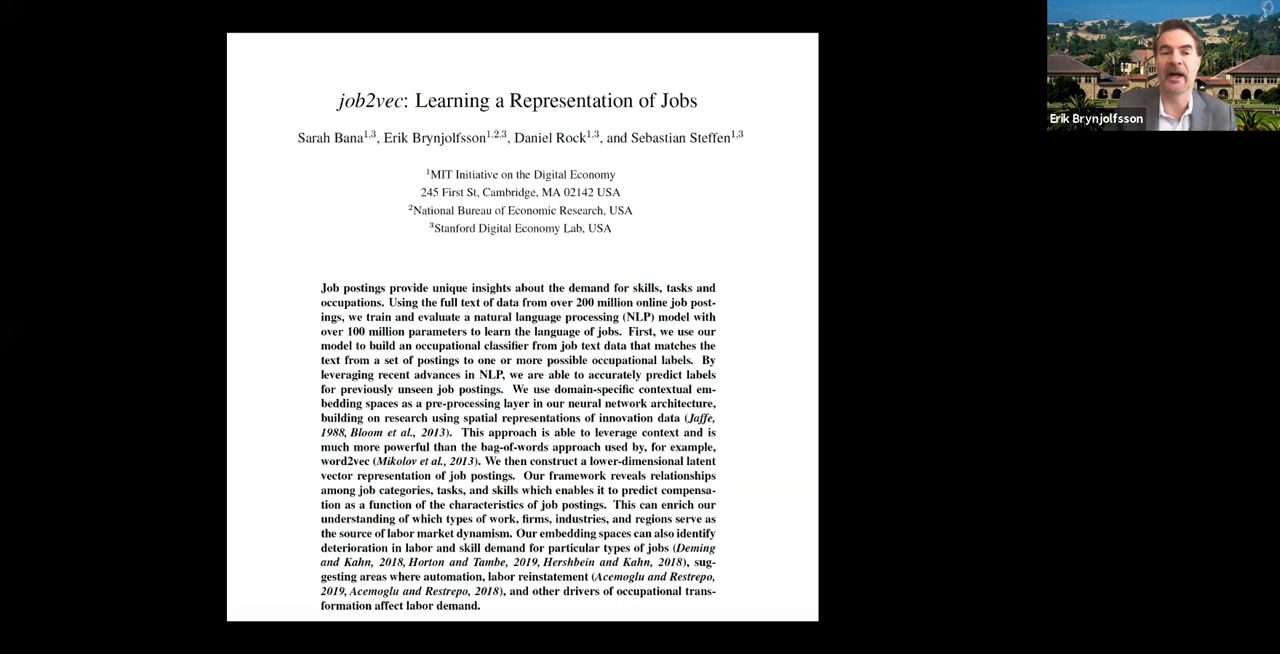 job2vec: Learning a Representation of Jobs
Sarah Bana1,3, Erik Brynjolfsson1,2,3, Daniel Rock1,3, and Sebastian Steffen1,3
1MIT Initiative on the Digital Economy
245 First St, Cambridge, MA 02142 USA
2National Bureau of Economic Research, USA
3Stanford Digital Economy Lab, USA
Job postings provide unique insights about the demand for skills, tasks and
occupations. Using the full text of data from over 200 million online job post-
ings, we train and evaluate a natural language processing (NLP) model with
over 100 million parameters to learn the language of jobs. First, we use our
model to build an occupational classifier from job text data that matches the
text from a set of postings to one or more possible occupational labels. By
leveraging recent advances in NLP, we are able to accurately predict labels
for previously unseen job postings. We use domain-specific contextual em-
bedding spaces as a pre-processing layer in our neural network architecture,
building on research using spatial representations of innovation data (Jaffe,
1988, Bloom et al., 2013). This approach is able to leverage context and is
much more powerful than the bag-of-words approach used by, for example,
word2vec (Mikolov et al., 2013). We then construct a lower-dimensional latent
vector representation of job postings. Our framework reveals relationships
among job categories, tasks, and skills which enables it to predict compensa-
tion as a function of the characteristics of job postings. This can enrich our
understanding of which types of work, firms, industries, and regions serve as
the source of labor market dynamism. Our embedding spaces can also identify
deterioration in labor and skill demand for particular types of jobs (Deming
and Kahn, 2018, Horton and Tambe, 2019, Hershbein and Kahn, 2018), sug-
gesting areas where automation, labor reinstatement (Acemoglu and Restrepo,
2019, Acemoglu and Restrepo, 2018), and other drivers of occupational trans-
formation affect labor demand.
Erik Brynjolfsson